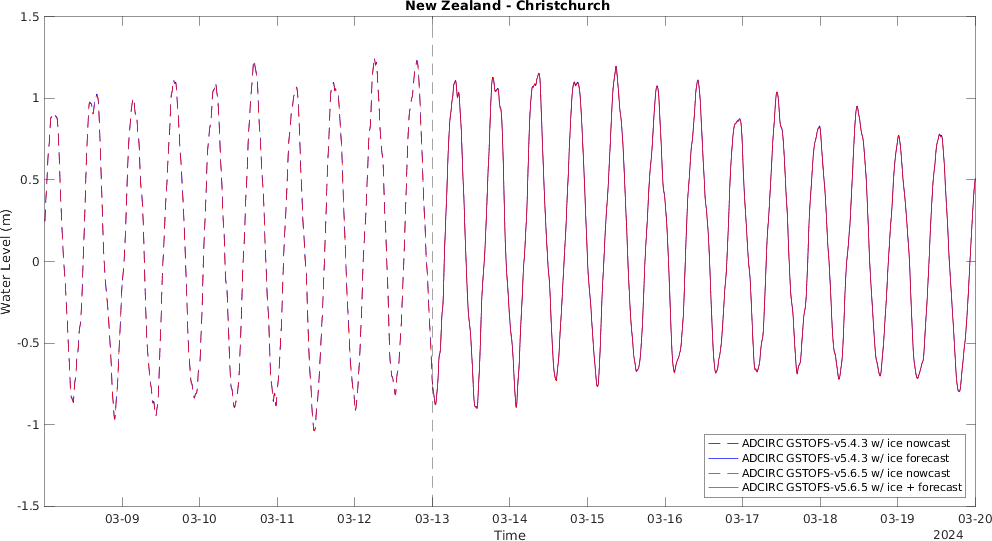 New Zealand - Christchurch
1.5
1
0.5
0
-0.5
-1
-1.5
Water Level (m)
03-09 03-10 03-11 03-12 03-13 03-14 03-15 03-16 03-17 03-18 03-19 03-20
Time
2024
ADCIRC GSTOFS-v5.4.3 w/ ice nowcast
ADCIRC GSTOFS-v5.4.3 w/ ice forecast
ADCIRC GSTOFS-v5.6.5 w/ ice nowcast
ADCIRC GSTOFS-v5.6.5 w/ ice + forecast